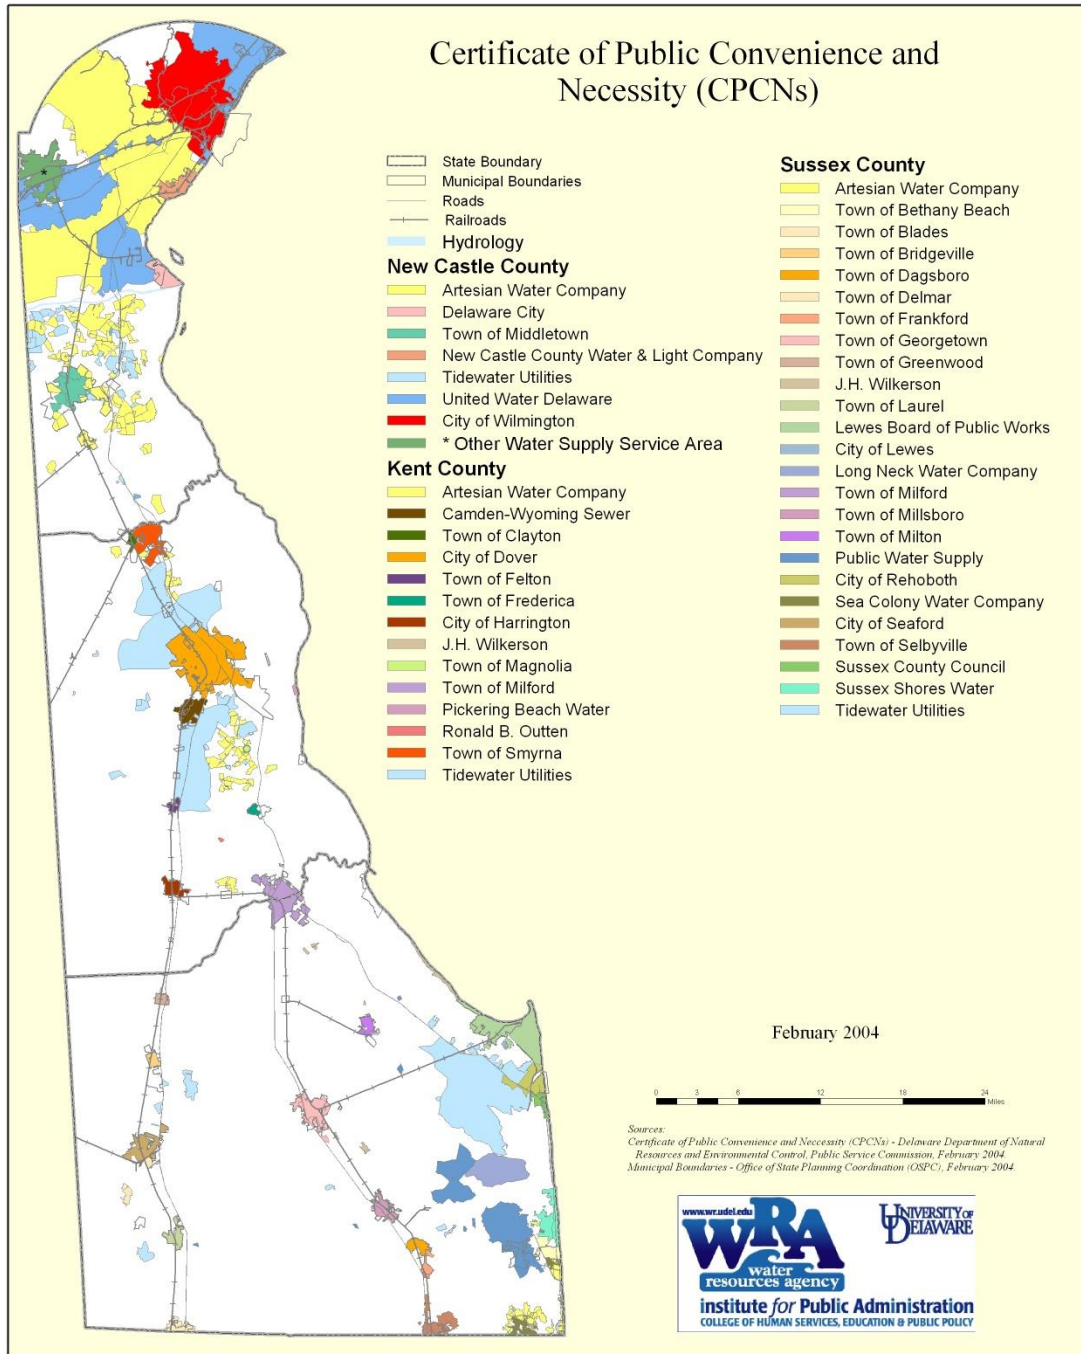 Certificate of Public Convenience and
Necessity (CPCNs)
State Boundary
Municipal Boundaries
Roads
Railroads
Hydrology
New Castle County
Artesian Water Company
Delaware City
Town of Middletown
New Castle County Water & Light Company
Tidewater Utilities
United Water Delaware
City of Wilmington
* Other Water Supply Service Area
Kent County
Artesian Water Company
Camden-Wyoming Sewer
Town of Clayton
City of Dover
Town of Felton
Town of Frederica
City of Harrington
J.H. Wilkerson
Town of Magnolia
Town of Milford
Pickering Beach Water
Ronald B. Outten
Town of Smyrna
Tidewater Utilities
Sussex County
Artesian Water Company
Town of Bethany Beach
Town of Blades
Town of Bridgeville
Town of Dagsboro
Town of Delmar
Town of Frankford
Town of Georgetown
Town of Greenwood
J.H. Wilkerson
Town of Laurel
Lewes Board of Public Works
City of Lewes
Long Neck Water Company
Town of Milford
Town of Millsboro
Town of Milton
Public Water Supply
City of Rehoboth
Sea Colony Water Company
City of Seaford
Town of Selbyville
Sussex County Council
Sussex Shores Water
Tidewater Utilities
*
February 2004
0 3 6 12 18 24
Miles
Sources:
Certificate of Public Convenience and Neccessity (CPCNs) - Delaware Department of Natural
Resources and Environmental Control, Public Service Commission, February 2004.
Municipal Boundaries - Office of State Planning Coordination (OSPC), February 2004.
www.wr.udel.edu
WRA
water
resources agency
UNIVERSITY OF
DELAWARE
institute for Public Administration
COLLEGE OF HUMAN SERVICES, EDUCATION & PUBLIC POLICY